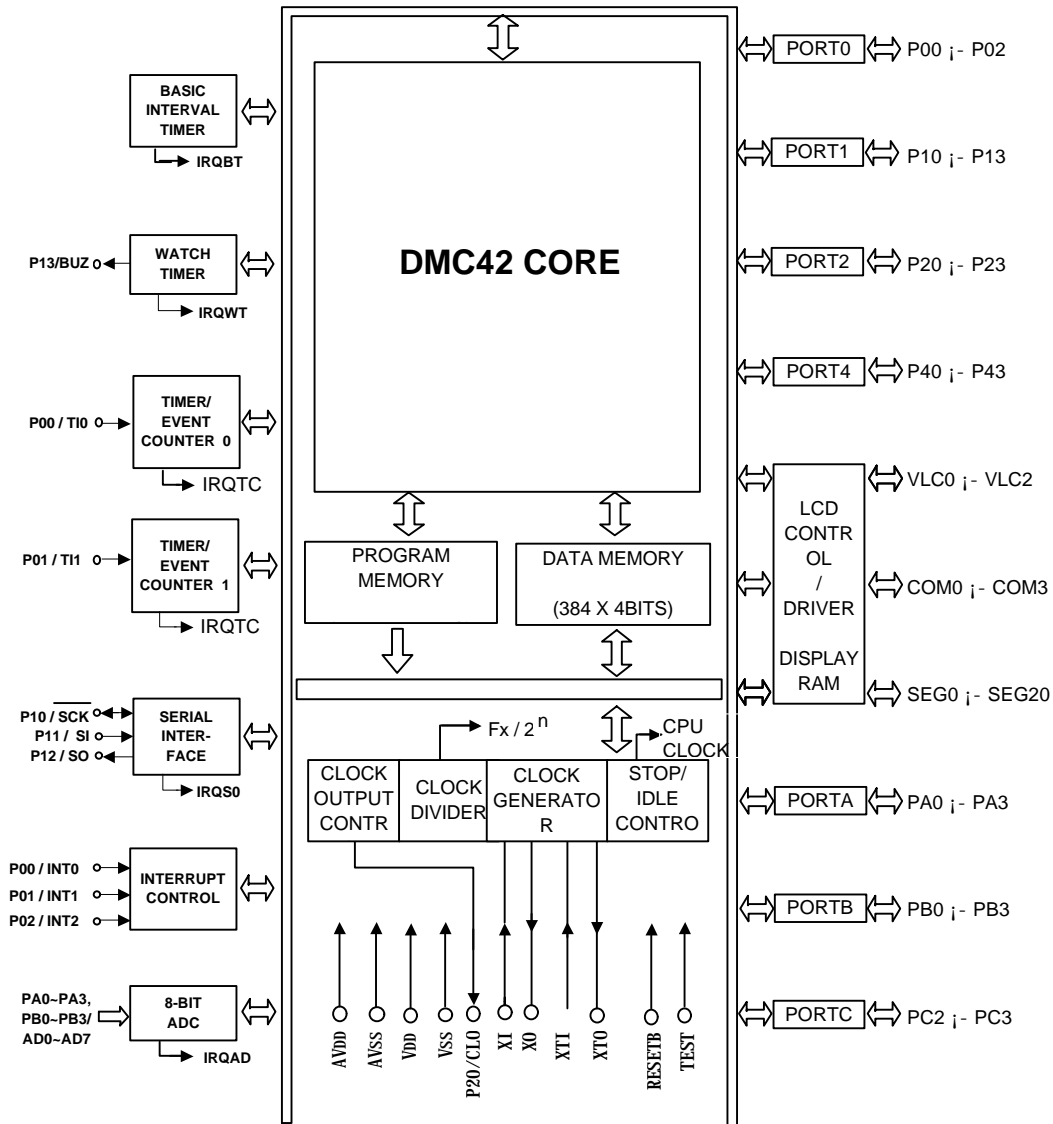 BASIC
INTERVAL
TIMER
IRQBT
P13/BUZ
WATCH
TIMER
IRQWT
P00 / TI0
TIMER/
EVENT
COUNTER 0
IRQTC
P01 / TI1
TIMER/
EVENT
COUNTER 1
IRQTC
P10 / SCK
P11 / SI
P12 / SO
SERIAL
INTER-
FACE
IRQS0
P00 / INT0
P01 / INT1
P02 / INT2
INTERRUPT
CONTROL
PA0~PA3,
PB0~PB3/
AD0~AD7
8-BIT
ADC
IRQAD
DMC42 CORE
PROGRAM
MEMORY
DATA MEMORY
(384 X 4BITS)
Fx / 2ⁿ
CPU
CLOCK
CLOCK
OUTPUT
CONTR
CLOCK
DIVIDER
CLOCK
GENERATO
R
STOP/
IDLE
CONTRO
AVDD
AVSS
VDD
VSS
P20/CLO
XI
XO
XTI
XTO
RESETB
TEST
PORT0
P00 ¡- P02
PORT1
P10 ¡- P13
PORT2
P20 ¡- P23
PORT4
P40 ¡- P43
LCD
CONTR
OL
/
DRIVER
DISPLAY
RAM
VLC0 ¡- VLC2
COM0 ¡- COM3
SEG0 ¡- SEG20
PORTA
PA0 ¡- PA3
PORTB
PB0 ¡- PB3
PORTC
PC2 ¡- PC3